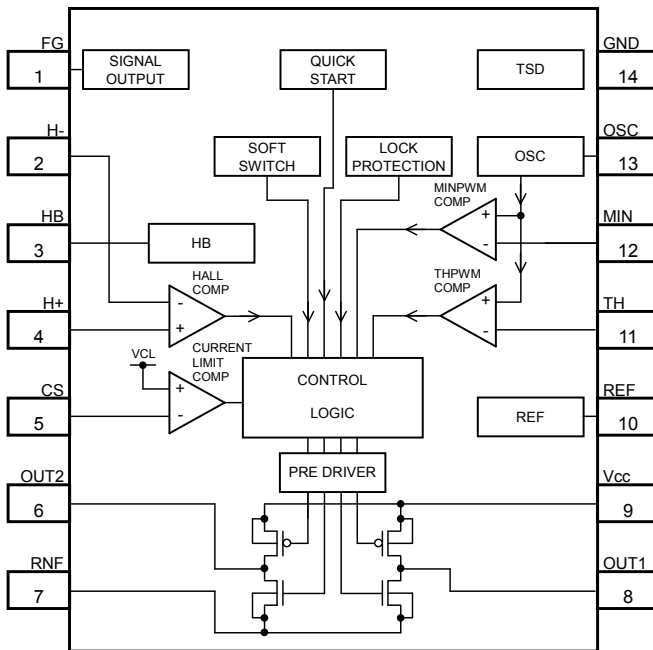 FG
1
SIGNAL
OUTPUT
QUICK
START
TSD
GND
14
H-
2
SOFT
SWITCH
LOCK
PROTECTION
OSC
OSC
13
MINPWM
COMP
+
-
HB
3
HB
MIN
12
HALL
COMP
-
+
THPWM
COMP
+
-
H+
4
TH
11
VCL
CURRENT
LIMIT
COMP
+
-
CONTROL
LOGIC
CS
5
REF
REF
10
PRE DRIVER
OUT2
6
Vcc
9
RNF
7
OUT1
8